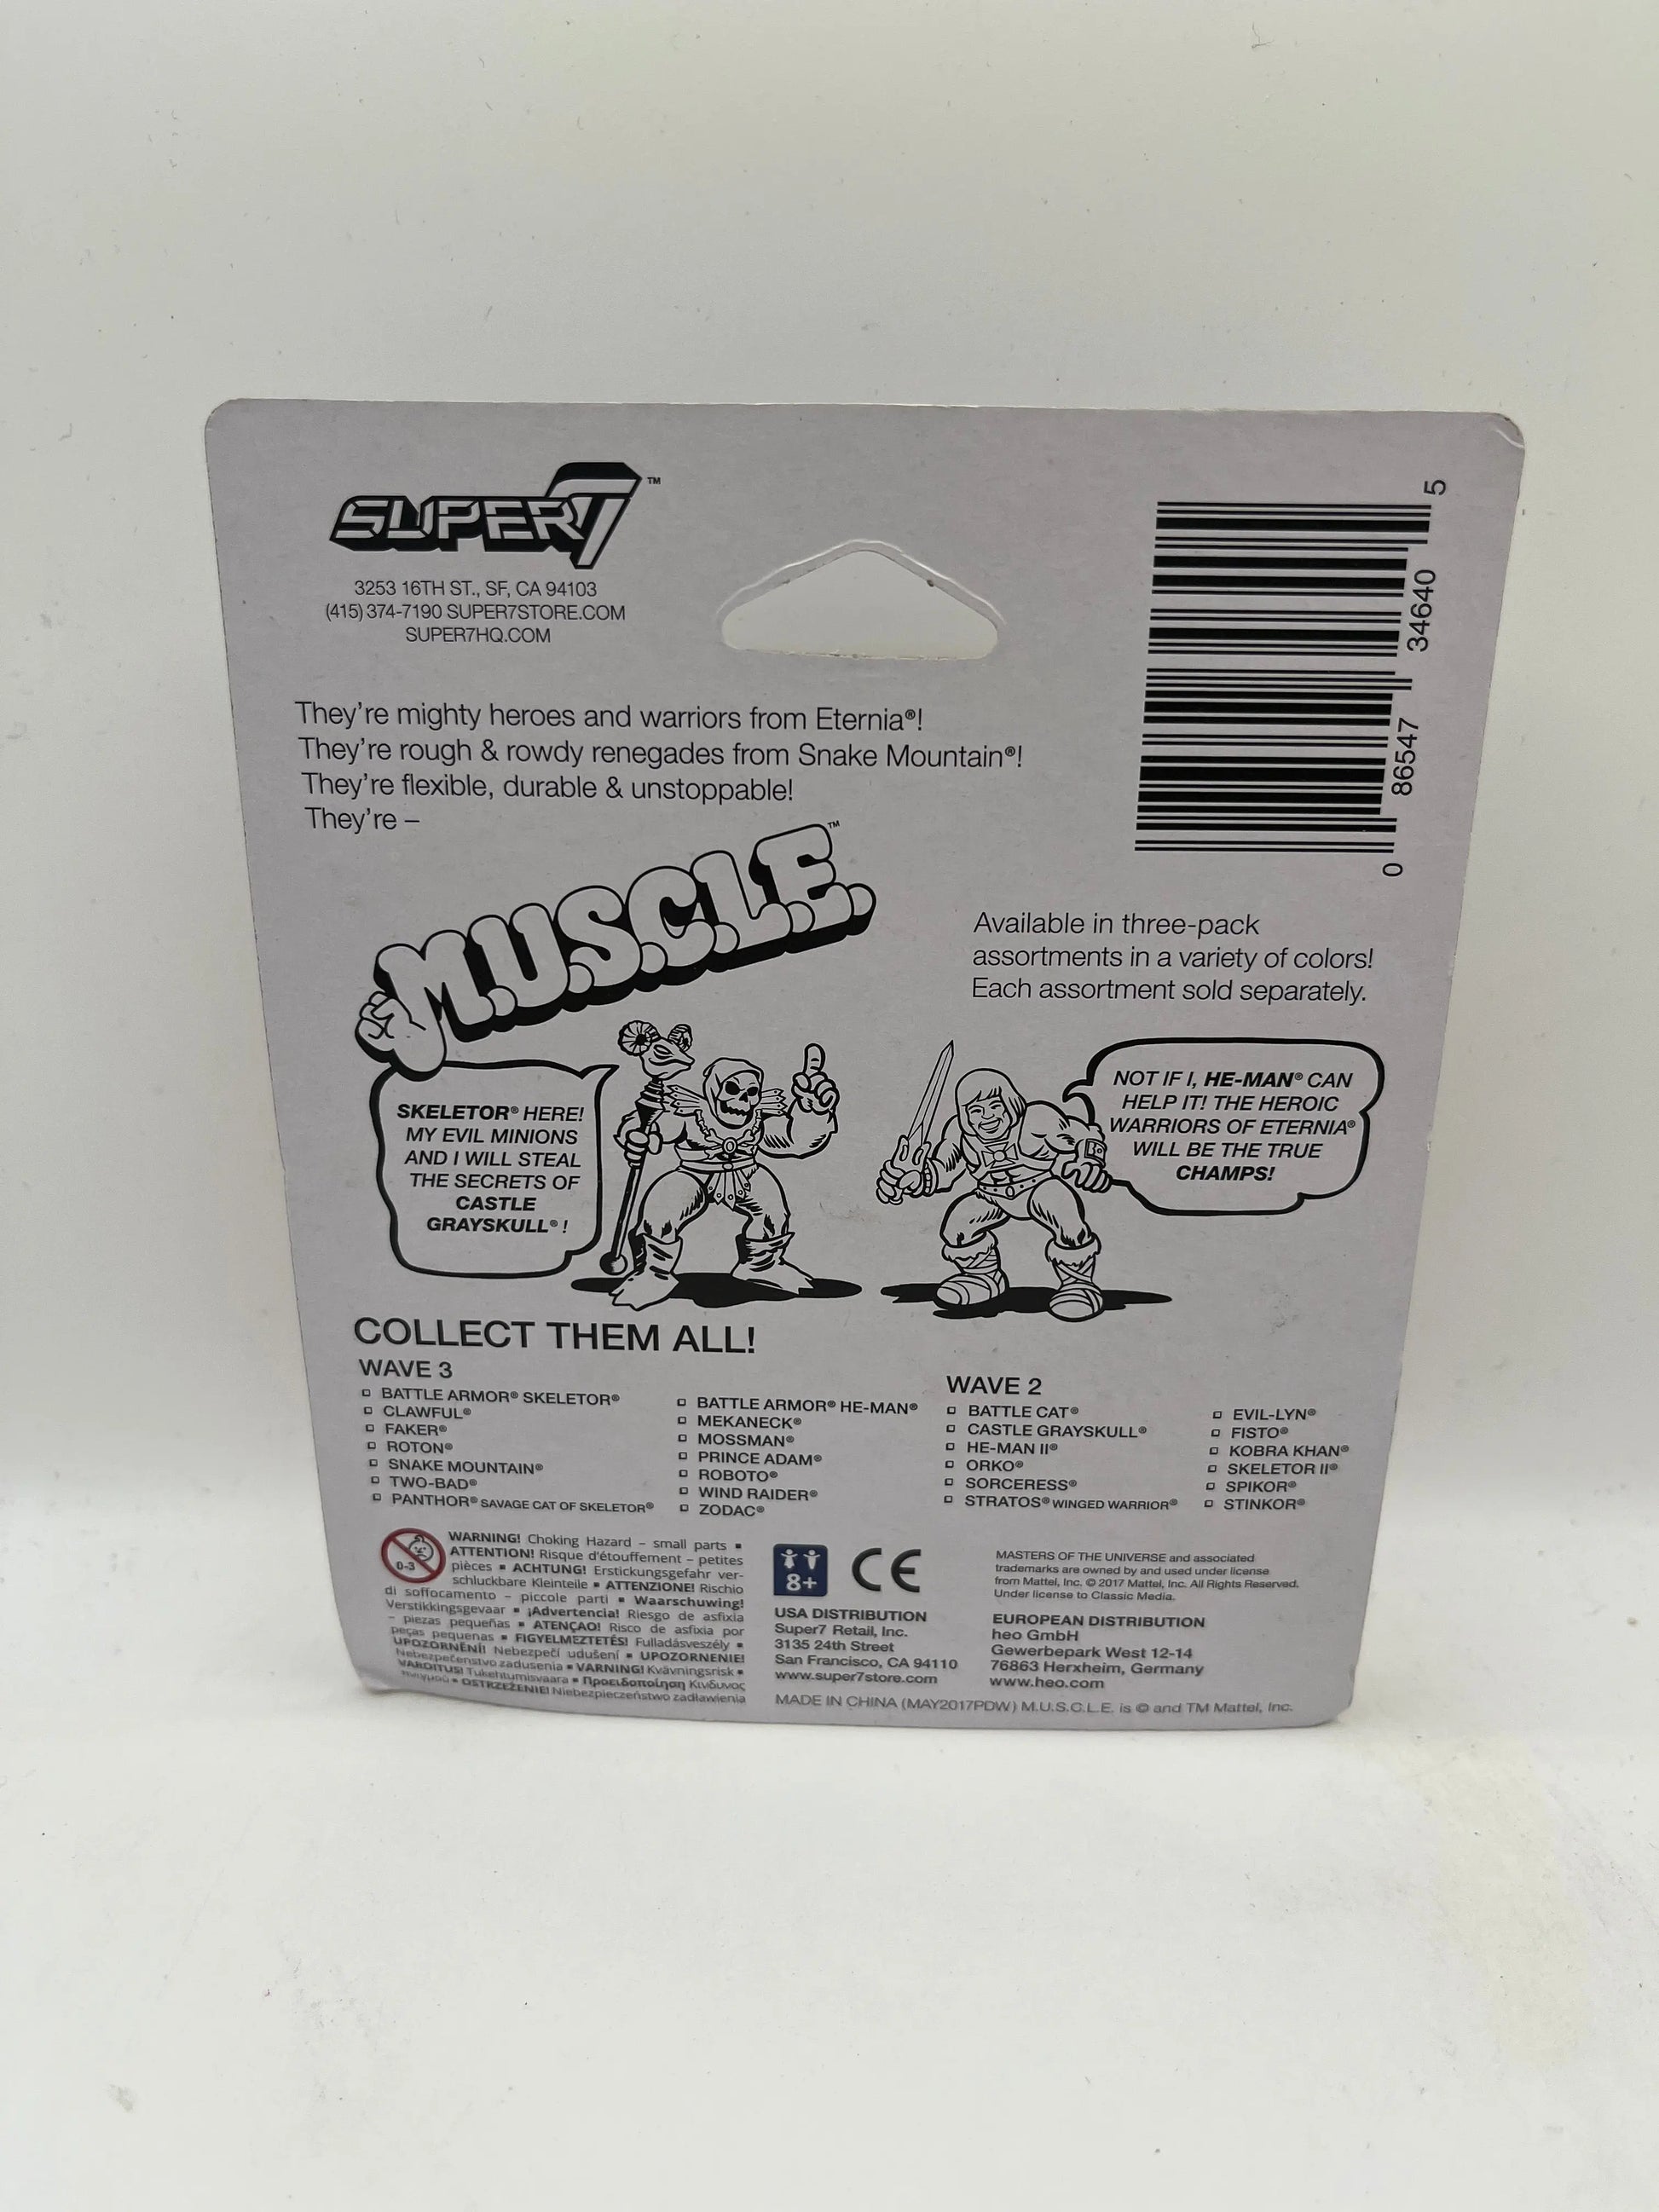 SUPER7™
3253 16TH ST., SF, CA 94103
(415) 374-7190 SUPER7STORE.COM
SUPER7HQ.COM
0 86547 34640 5
They're mighty heroes and warriors from Eternia®!
They're rough & rowdy renegades from Snake Mountain®!
They're flexible, durable & unstoppable!
They're –
M.U.S.C.L.E.™
Available in three-pack
assortments in a variety of colors!
Each assortment sold separately.
SKELETOR® HERE!
MY EVIL MINIONS
AND I WILL STEAL
THE SECRETS OF
CASTLE
GRAYSKULL® !
NOT IF I, HE-MAN® CAN
HELP IT! THE HEROIC
WARRIORS OF ETERNIA®
WILL BE THE TRUE
CHAMPS!
COLLECT THEM ALL!
WAVE 3
BATTLE ARMOR® SKELETOR®
CLAWFUL®
FAKER®
ROTON®
SNAKE MOUNTAIN®
TWO-BAD®
PANTHOR® SAVAGE CAT OF SKELETOR®
BATTLE ARMOR® HE-MAN®
MEKANECK®
MOSSMAN®
PRINCE ADAM®
ROBOTO®
WIND RAIDER®
ZODAC®
WAVE 2
BATTLE CAT®
CASTLE GRAYSKULL®
HE-MAN II®
ORKO®
SORCERESS®
STRATOS® WINGED WARRIOR®
EVIL-LYN®
FISTO®
KOBRA KHAN®
SKELETOR II®
SPIKOR®
STINKOR®
0-3
WARNING! Choking Hazard – small parts ▪
ATTENTION! Risque d'étouffement – petites
pièces ▪ ACHTUNG! Erstickungsgefahr ver-
schluckbare Kleinteile ▪ ATTENZIONE! Rischio
di soffocamento – piccole parti ▪ Waarschuwing!
Verstikkingsgevaar ▪ ¡Advertencia! Riesgo de asfixia
– piezas pequeñas ▪ ATENÇAO! Risco de asfixia por
peças pequenas ▪ FIGYELMEZTETÉS! Fulladásveszély ▪
UPOZORNĚNÍ! Nebezpečí udušení ▪ UPOZORNENIE!
Nebezpečenstvo zadusenia ▪ VARNING! Kvävningsrisk ▪
VAROITUS! Tukehtumisvaara ▪ Προειδοποίηση Κινδυνος
πνιγμού ▪ OSTRZEŻENIE! Niebezpieczeństwo zadławienia
8+
CE
USA DISTRIBUTION
Super7 Retail, Inc.
3135 24th Street
San Francisco, CA 94110
www.super7store.com
MASTERS OF THE UNIVERSE and associated
trademarks are owned by and used under license
from Mattel, Inc. © 2017 Mattel, Inc. All Rights Reserved.
Under license to Classic Media.
EUROPEAN DISTRIBUTION
heo GmbH
Gewerbepark West 12-14
76863 Herxheim, Germany
www.heo.com
MADE IN CHINA (MAY2017PDW) M.U.S.C.L.E. is © and TM Mattel, Inc.